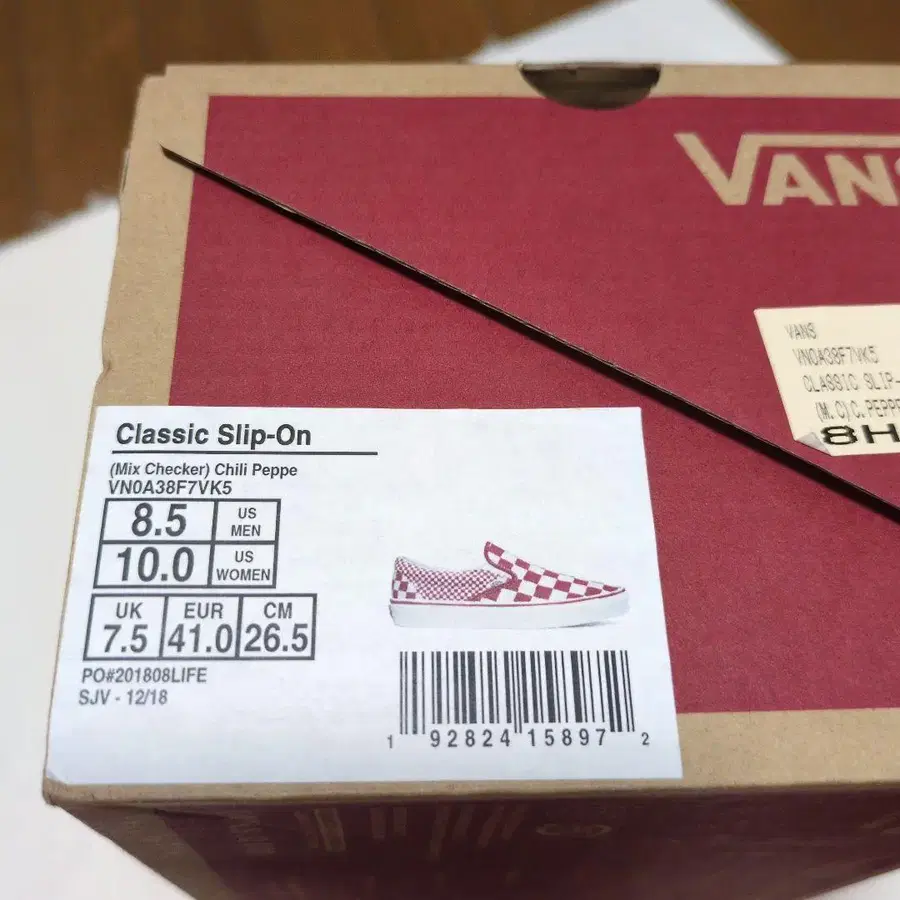 VANS
VANS
VN0A38F7VK5
CLASSIC SLIP-
(M.C)C.PEPPE
8H
Classic Slip-On
(Mix Checker) Chili Peppe
VN0A38F7VK5
8.5 US MEN
10.0 US WOMEN
UK EUR CM
7.5 41.0 26.5
PO#201808LIFE
SJV - 12/18
1 92824 15897 2